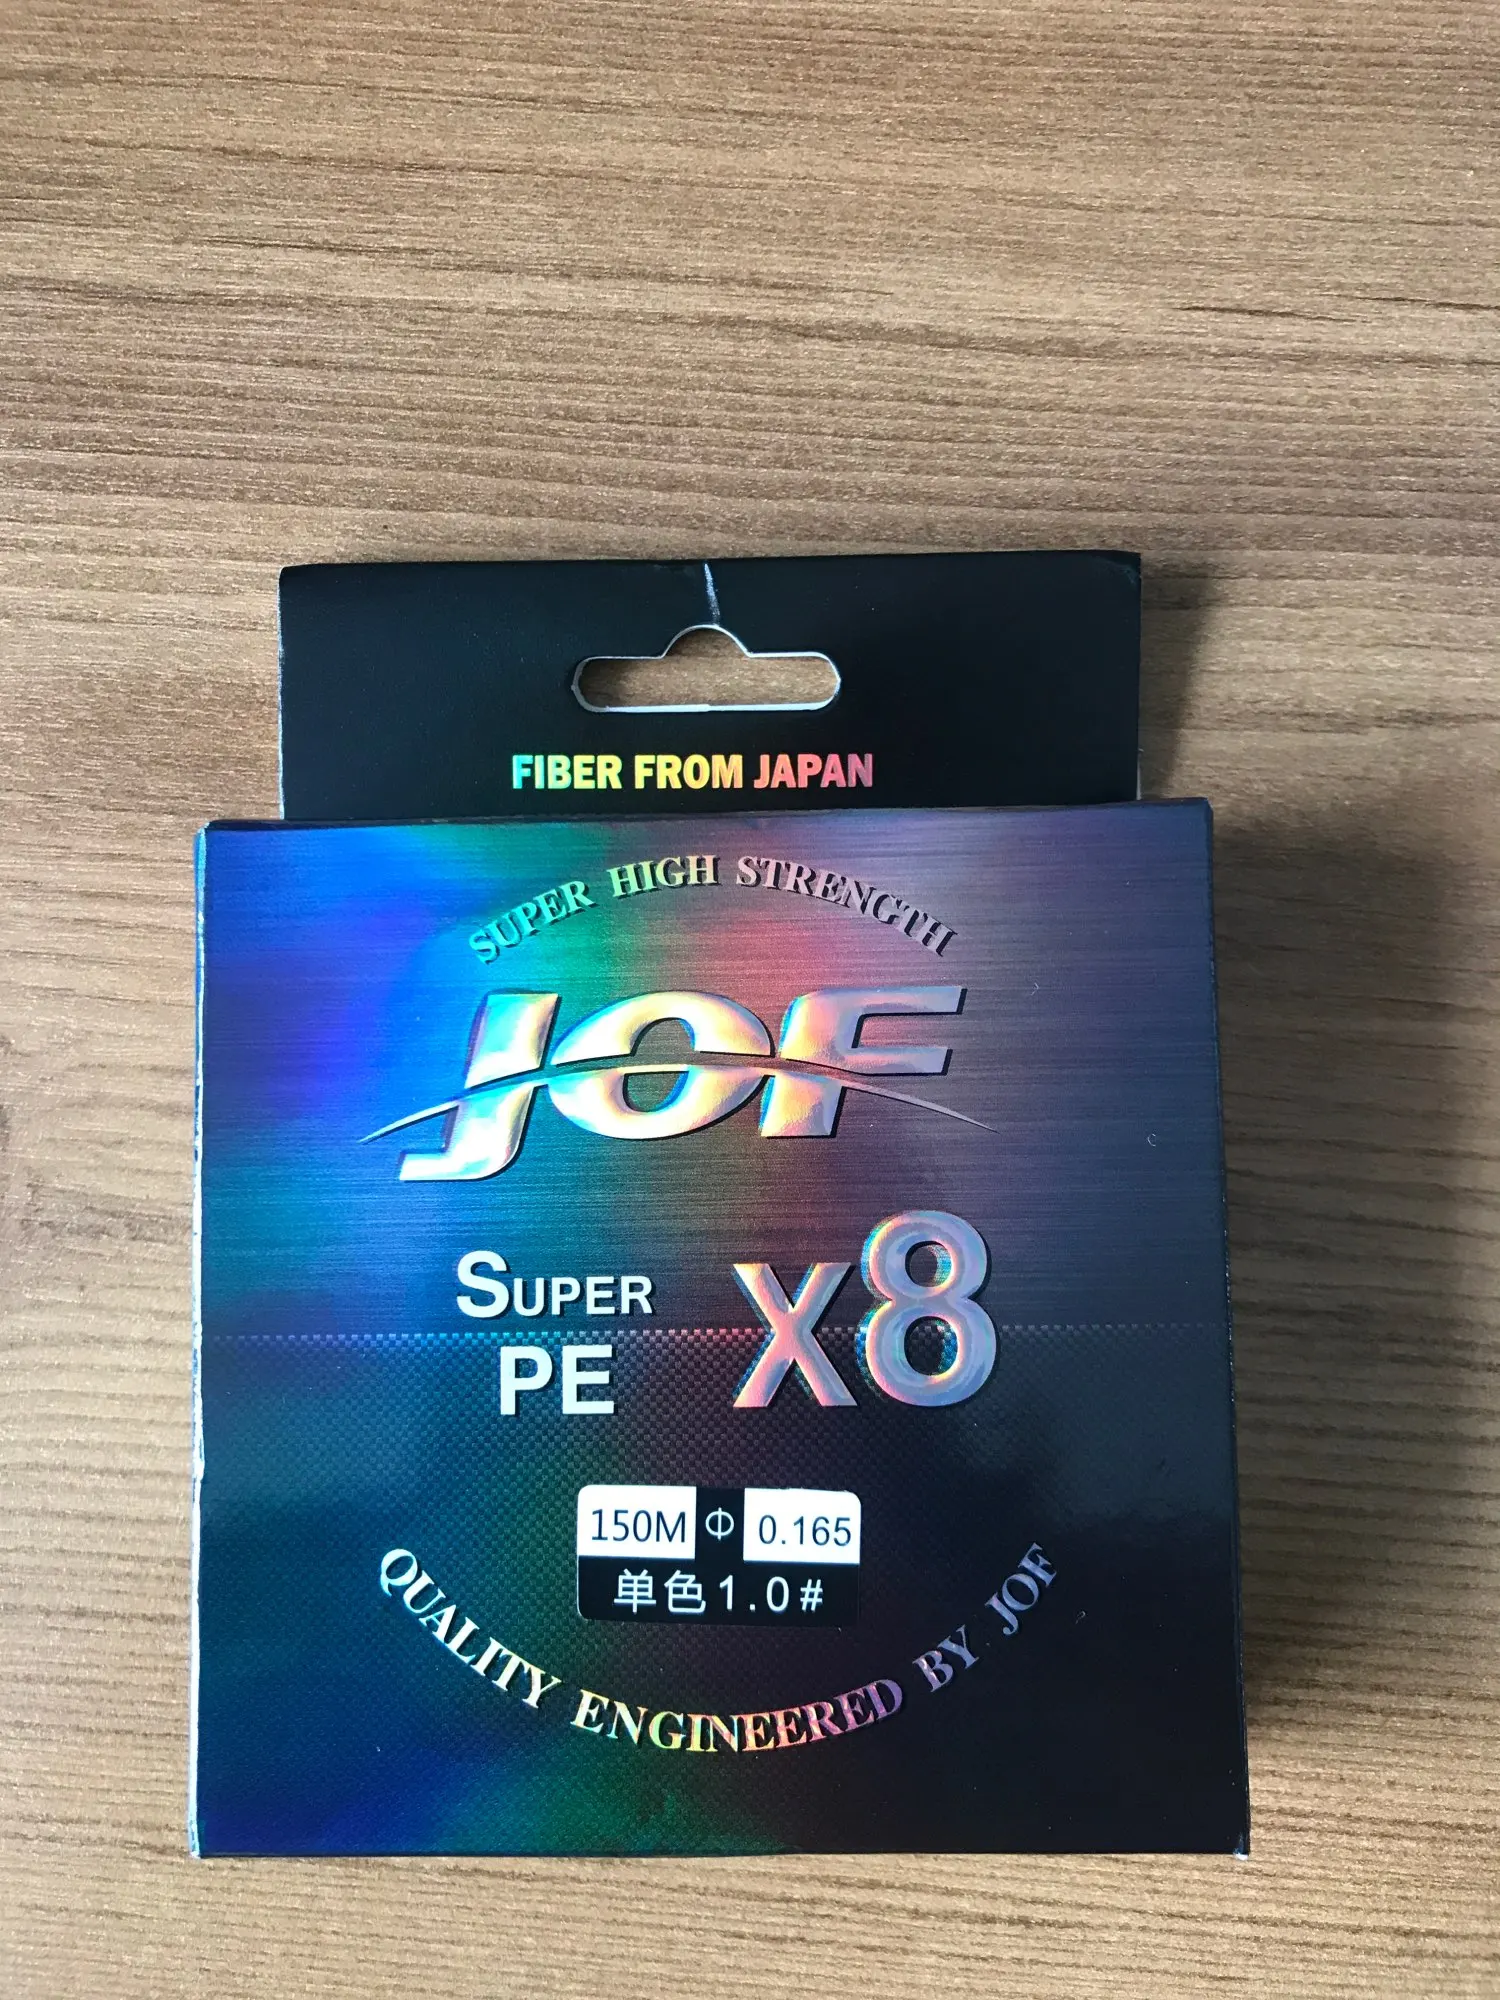 FIBER FROM JAPAN
SUPER HIGH STRENGTH
JOF
SUPER
PE
X8
150M Φ 0.165
单色1.0#
QUALITY ENGINEERED BY JOF